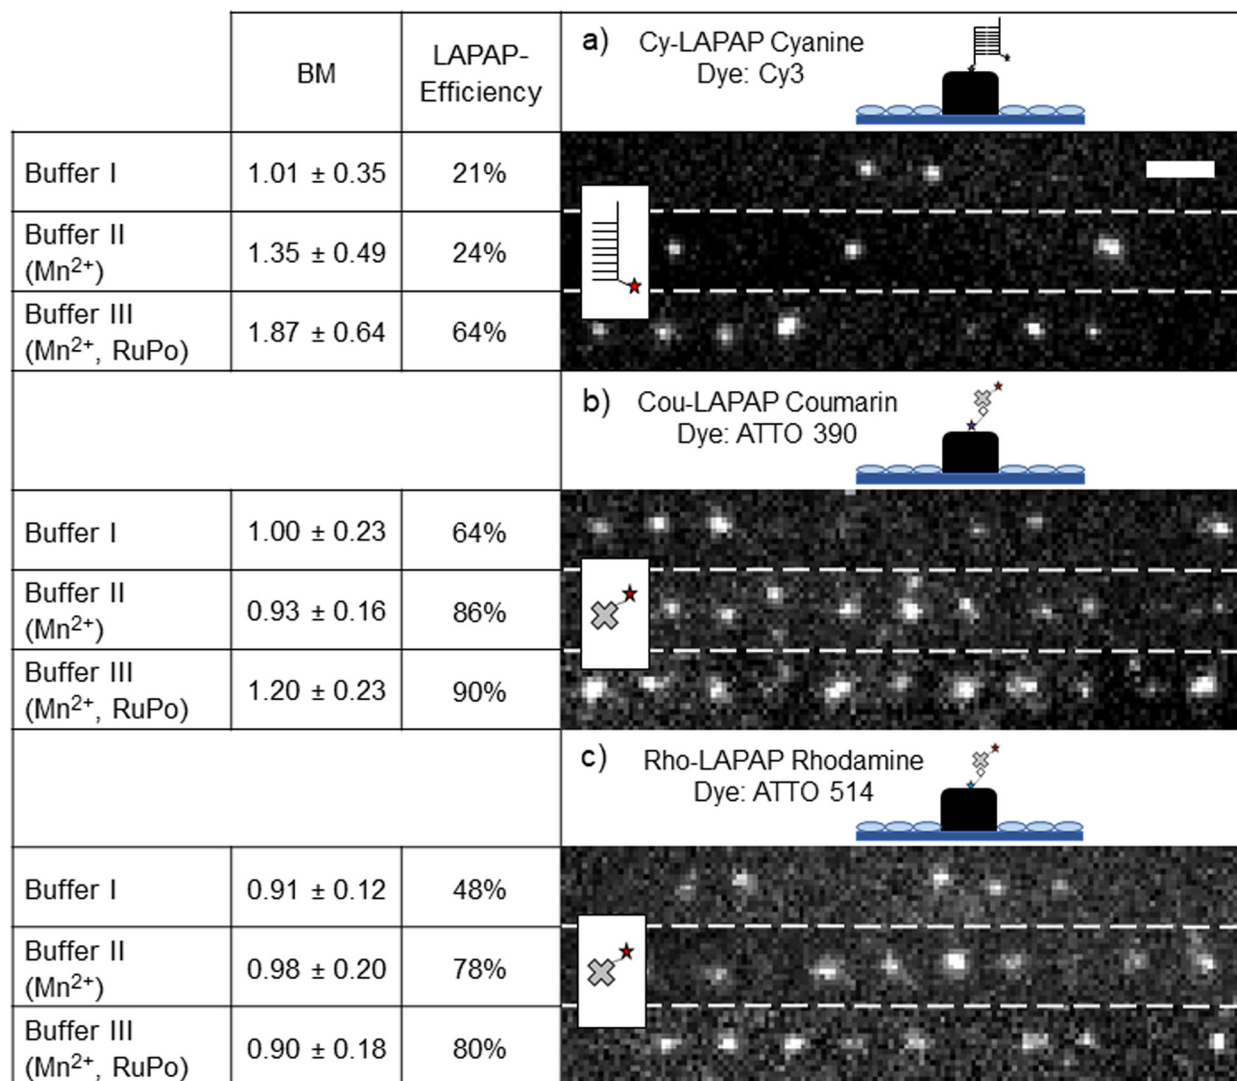 BM
LAPAP-
Efficiency
a) Cy-LAPAP Cyanine
Dye: Cy3
Buffer I
1.01 ± 0.35
21%
Buffer II
(Mn²⁺)
1.35 ± 0.49
24%
Buffer III
(Mn²⁺, RuPo)
1.87 ± 0.64
64%
b) Cou-LAPAP Coumarin
Dye: ATTO 390
Buffer I
1.00 ± 0.23
64%
Buffer II
(Mn²⁺)
0.93 ± 0.16
86%
Buffer III
(Mn²⁺, RuPo)
1.20 ± 0.23
90%
c) Rho-LAPAP Rhodamine
Dye: ATTO 514
Buffer I
0.91 ± 0.12
48%
Buffer II
(Mn²⁺)
0.98 ± 0.20
78%
Buffer III
(Mn²⁺, RuPo)
0.90 ± 0.18
80%